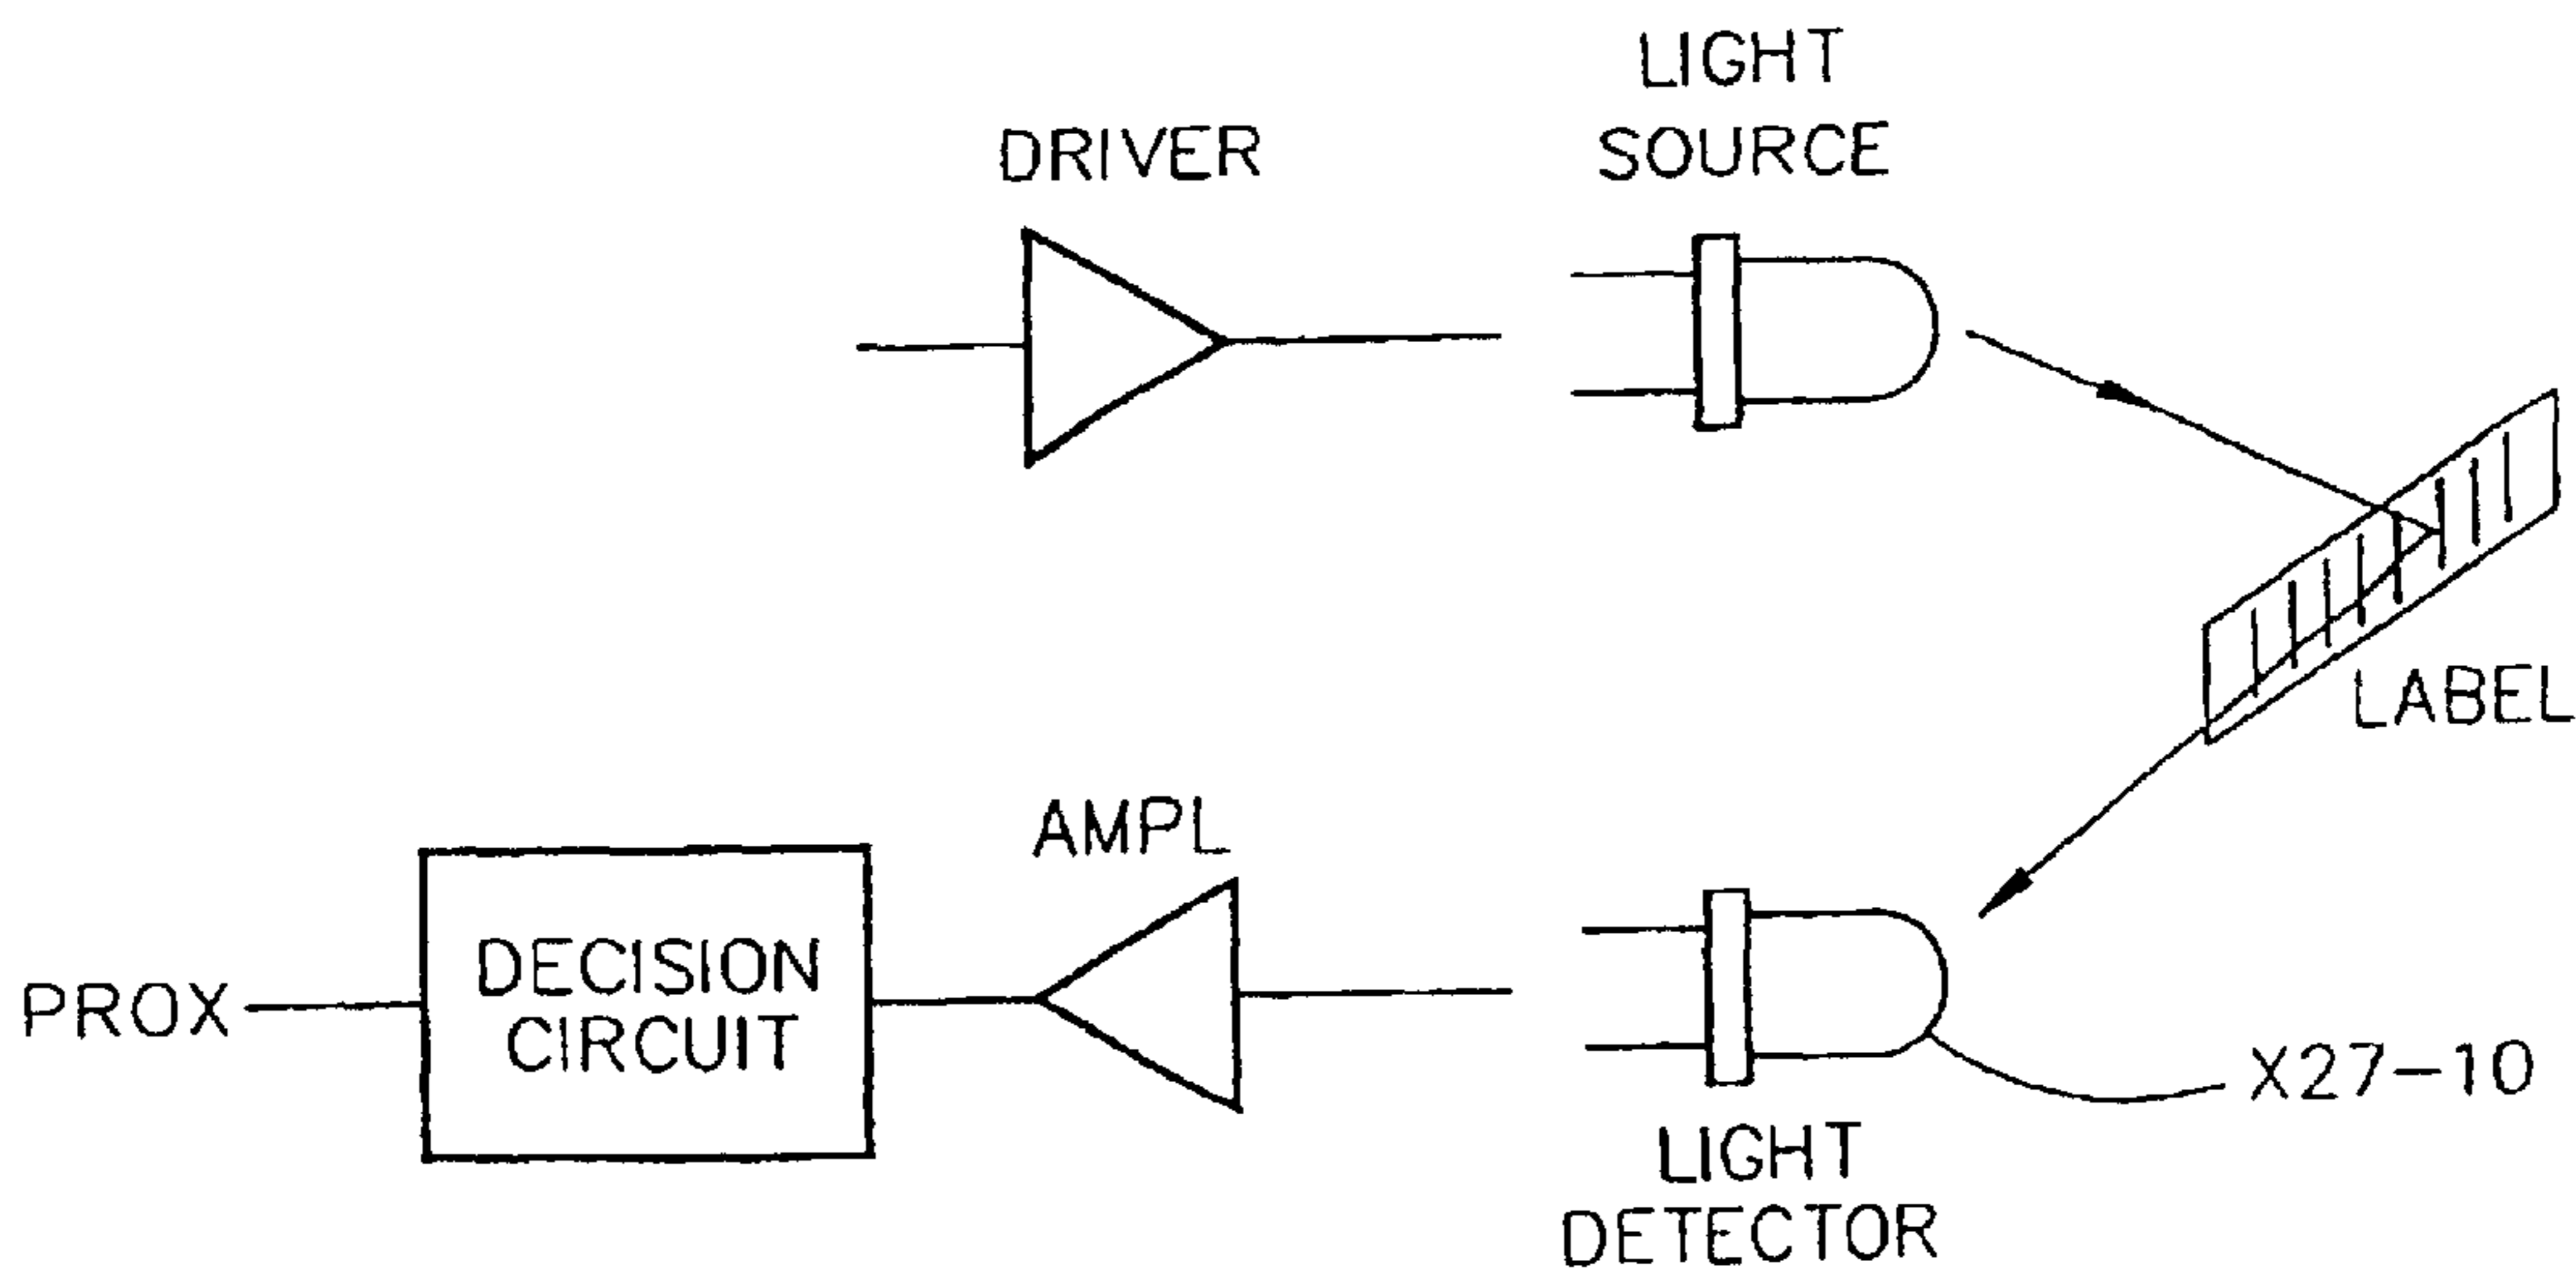 LIGHT
SOURCE
DRIVER
LABEL
AMPL
DECISION
CIRCUIT
PROX
X27-10
LIGHT
DETECTOR